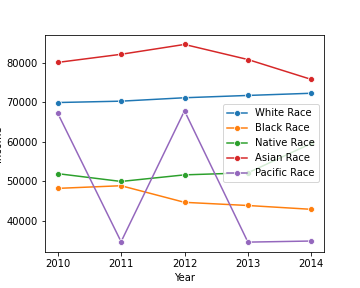 80000
70000
60000
50000
40000
White Race
Black Race
Native Race
Asian Race
Pacific Race
2010
2011
2012
2013
2014
Year